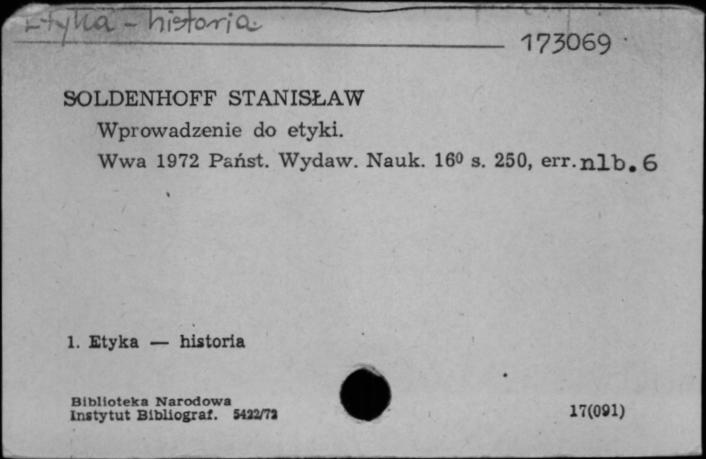 Etyka - historia
173069
SOLDENHOFF STANISŁAW
Wprowadzenie do etyki.
Wwa 1972 Państ. Wydaw. Nauk. 16⁰ s. 250, err. nlb. 6
1. Etyka — historia
Biblioteka Narodowa
Instytut Bibliograf. 5422/72
17(091)